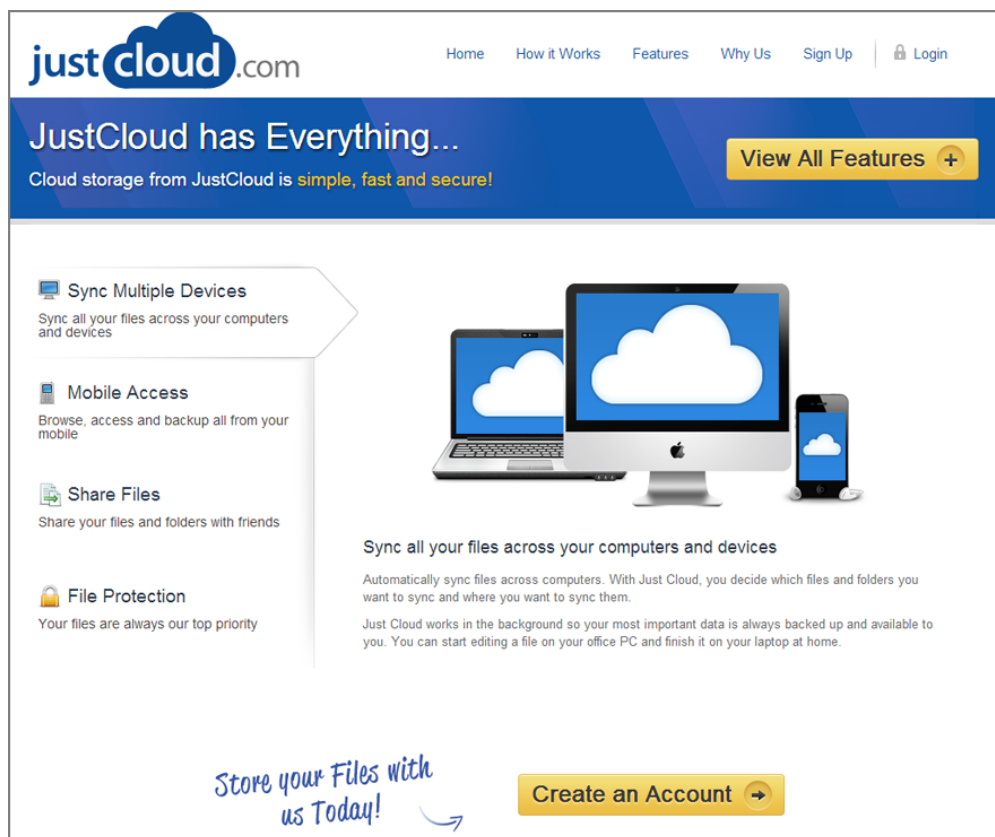 justcloud.com
Home How it Works Features Why Us Sign Up Login
JustCloud has Everything...
Cloud storage from JustCloud is simple, fast and secure!
View All Features +
Sync Multiple Devices
Sync all your files across your computers
and devices
Mobile Access
Browse, access and backup all from your
mobile
Share Files
Share your files and folders with friends
File Protection
Your files are always our top priority
Sync all your files across your computers and devices
Automatically sync files across computers. With Just Cloud, you decide which files and folders you
want to sync and where you want to sync them.
Just Cloud works in the background so your most important data is always backed up and available to
you. You can start editing a file on your office PC and finish it on your laptop at home.
Store your Files with
us Today!
Create an Account